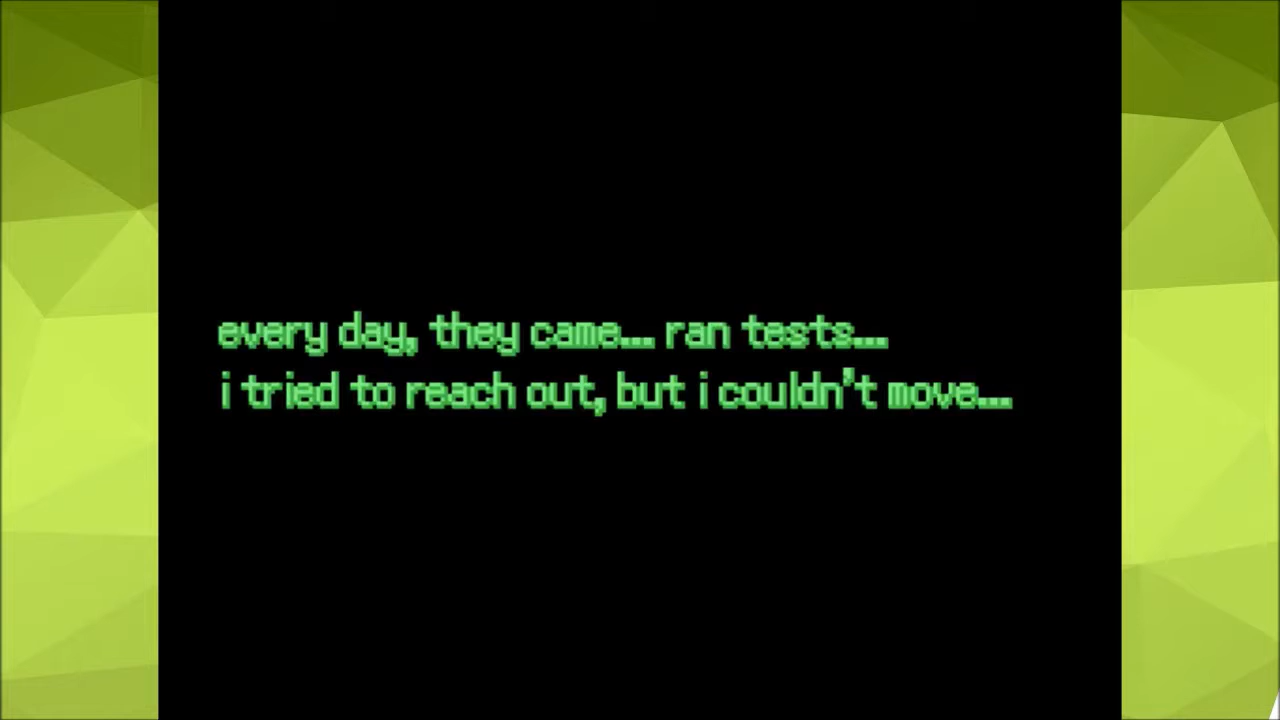 every day, they came... ran tests...
i tried to reach out, but i couldn't move...